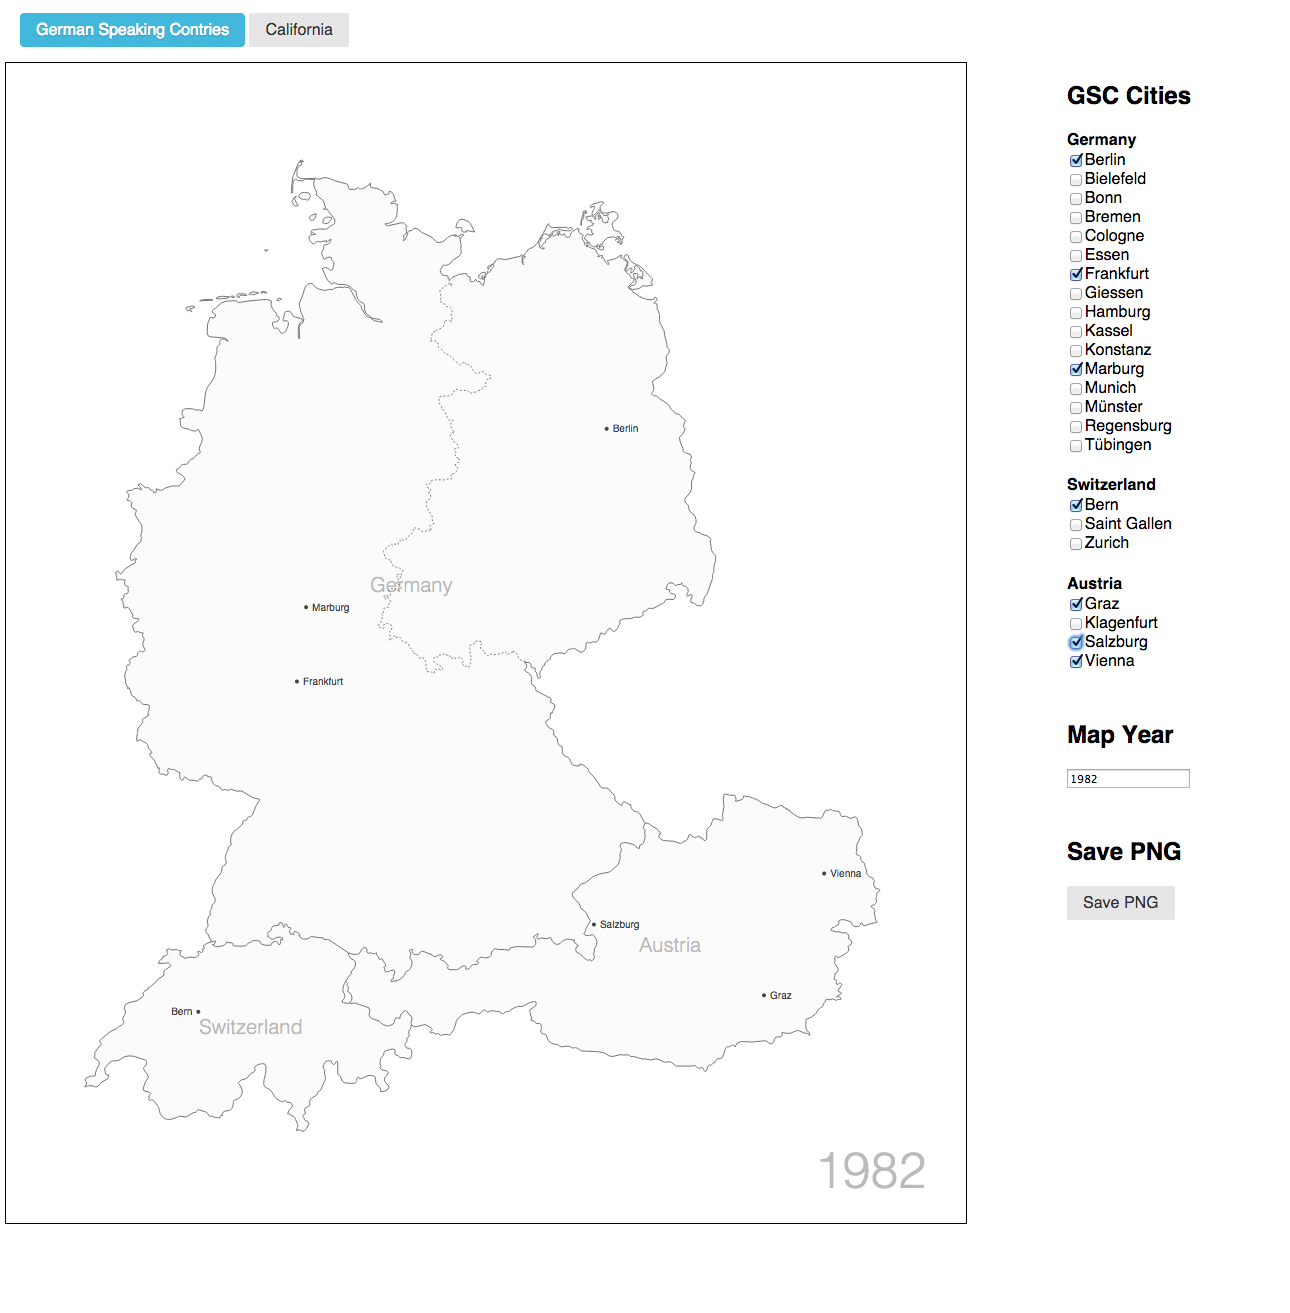 German Speaking Contries
California
GSC Cities
Germany
Berlin
Bielefeld
Bonn
Bremen
Cologne
Essen
Frankfurt
Giessen
Hamburg
Kassel
Konstanz
Marburg
Munich
Münster
Regensburg
Tübingen
Switzerland
Bern
Saint Gallen
Zurich
Austria
Graz
Klagenfurt
Salzburg
Vienna
Map Year
1982
Save PNG
Save PNG
Berlin
Germany
Marburg
Frankfurt
Vienna
Salzburg
Austria
Graz
Bern
Switzerland
1982